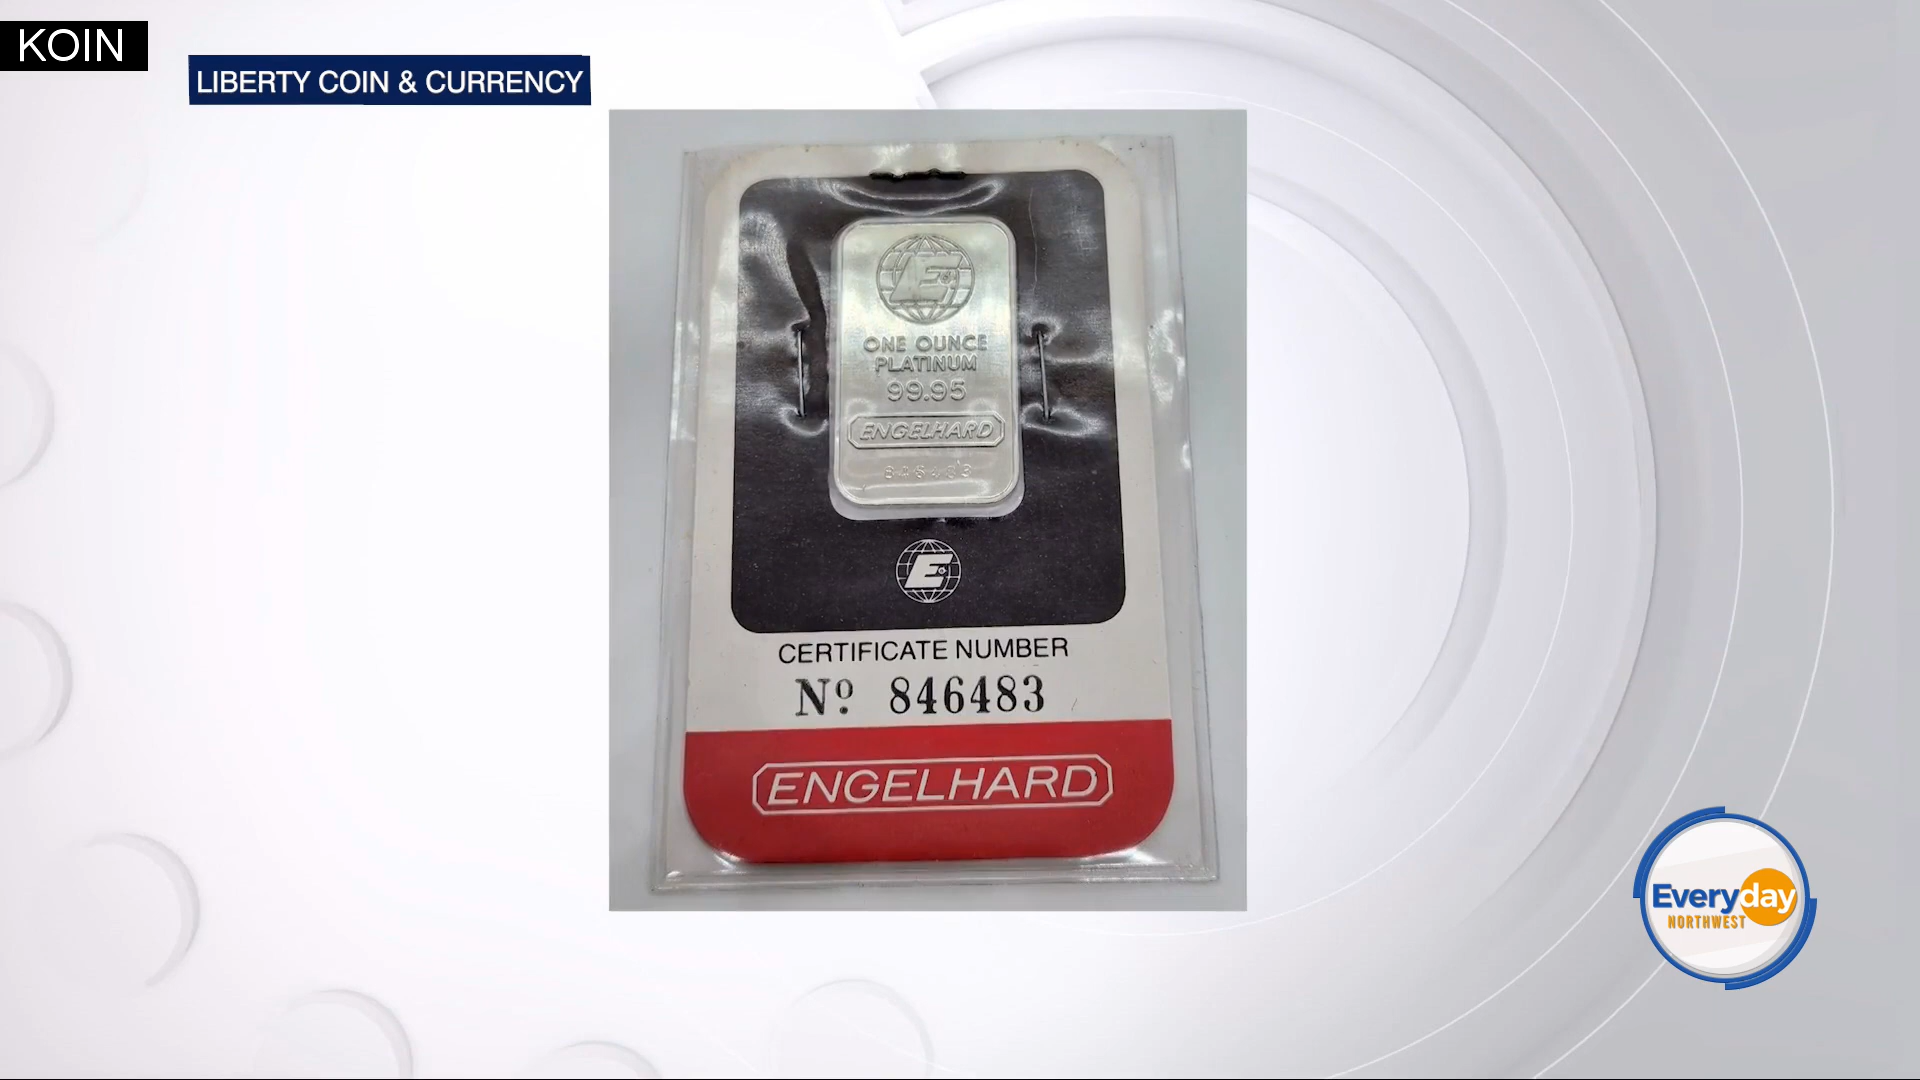 KOIN
LIBERTY COIN & CURRENCY
E
ONE OUNCE
PLATINUM
99.95
ENGELHARD
E
CERTIFICATE NUMBER
Nº 846483
ENGELHARD
Everyday
NORTHWEST